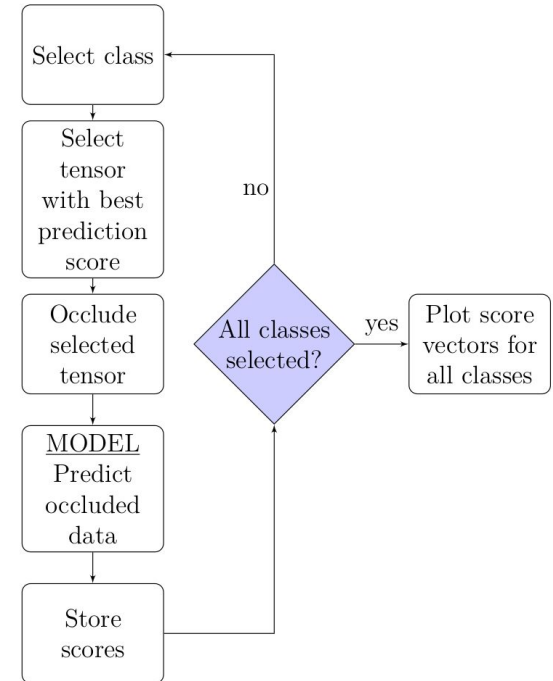 Select class
Select
tensor
with best
prediction
score
Occlude
selected
tensor
MODEL
Predict
occluded
data
Store
scores
no
All classes
selected?
yes
Plot score
vectors for
all classes